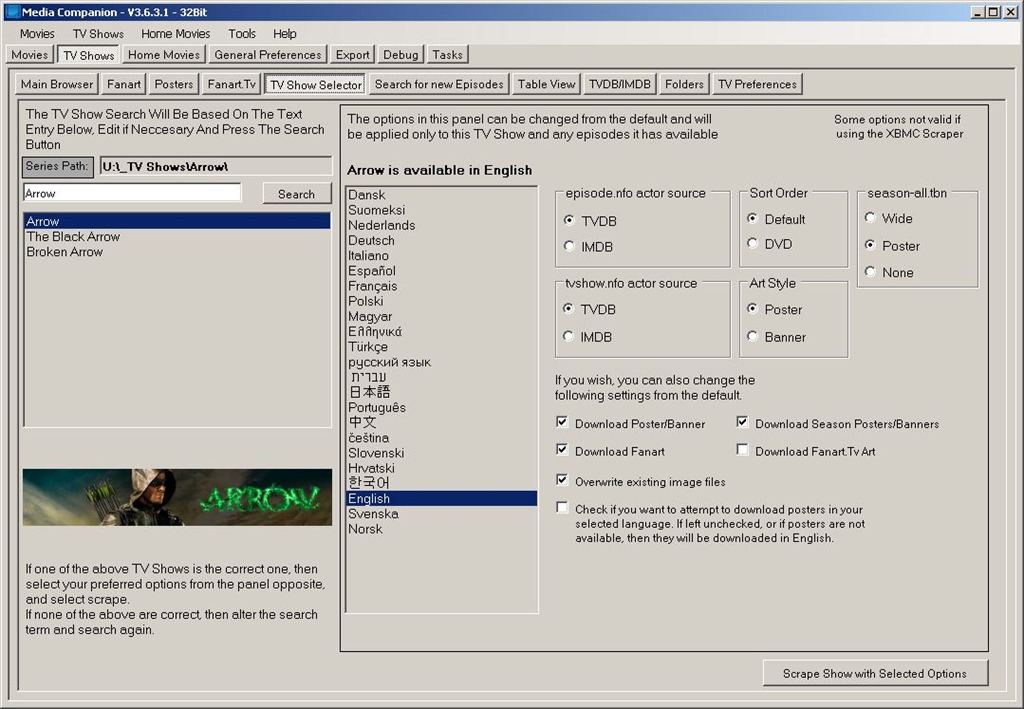 Media Companion - V3.6.3.1 - 32Bit
Movies TV Shows Home Movies Tools Help
Movies TV Shows Home Movies General Preferences Export Debug Tasks
Main Browser Fanart Posters Fanart.Tv TV Show Selector Search for new Episodes Table View TVDB/IMDB Folders TV Preferences
The TV Show Search Will Be Based On The Text
Entry Below, Edit if Neccesary And Press The Search
Button
Series Path: U:\_TV Shows\Arrow\
Arrow Search
Arrow
The Black Arrow
Broken Arrow
ARROW
If one of the above TV Shows is the correct one, then
select your preferred options from the panel opposite,
and select scrape.
If none of the above are correct, then alter the search
term and search again.
The options in this panel can be changed from the default and will
be applied only to this TV Show and any episodes it has available
Some options not valid if
using the XBMC Scraper
Arrow is available in English
Dansk
Suomeksi
Nederlands
Deutsch
Italiano
Español
Français
Polski
Magyar
Ελληνικά
Türkçe
русский язык
עברית
日本語
Português
中文
čeština
Slovenski
Hrvatski
한국어
English
Svenska
Norsk
episode.nfo actor source
TVDB
IMDB
Sort Order
Default
DVD
season-all.tbn
Wide
Poster
None
tvshow.nfo actor source
TVDB
IMDB
Art Style
Poster
Banner
If you wish, you can also change the
following settings from the default.
Download Poster/Banner Download Season Posters/Banners
Download Fanart Download Fanart.Tv Art
Overwrite existing image files
Check if you want to attempt to download posters in your
selected language. If left unchecked, or if posters are not
available, then they will be downloaded in English.
Scrape Show with Selected Options